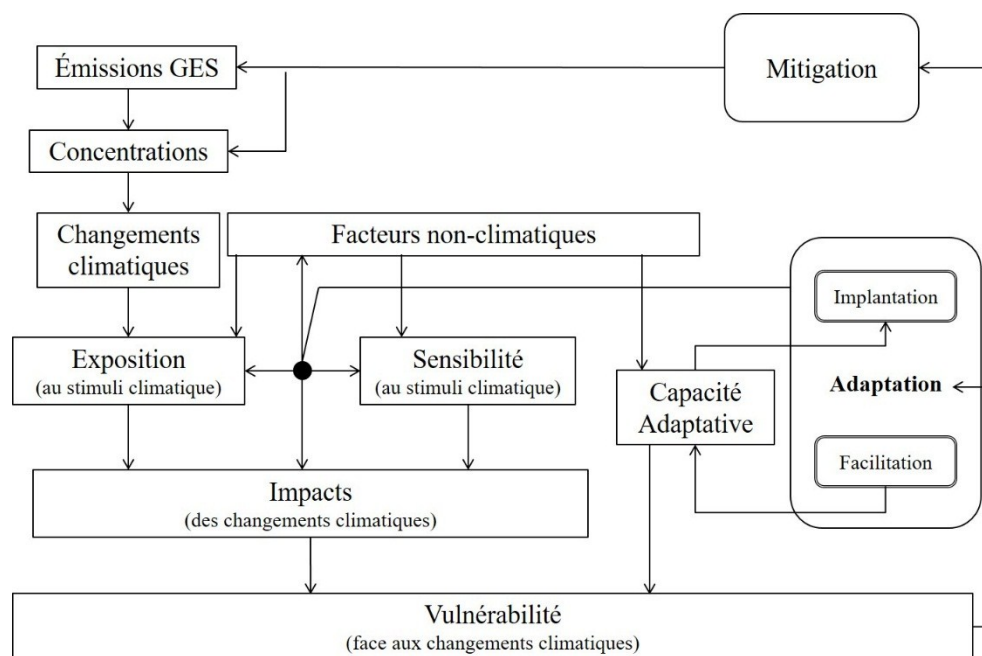 Émissions GES
Mitigation
Concentrations
Changements
climatiques
Facteurs non-climatiques
Implantation
Exposition
(au stimuli climatique)
Sensibilité
(au stimuli climatique)
Capacité
Adaptative
Adaptation
Facilitation
Impacts
(des changements climatiques)
Vulnérabilité
(face aux changements climatiques)